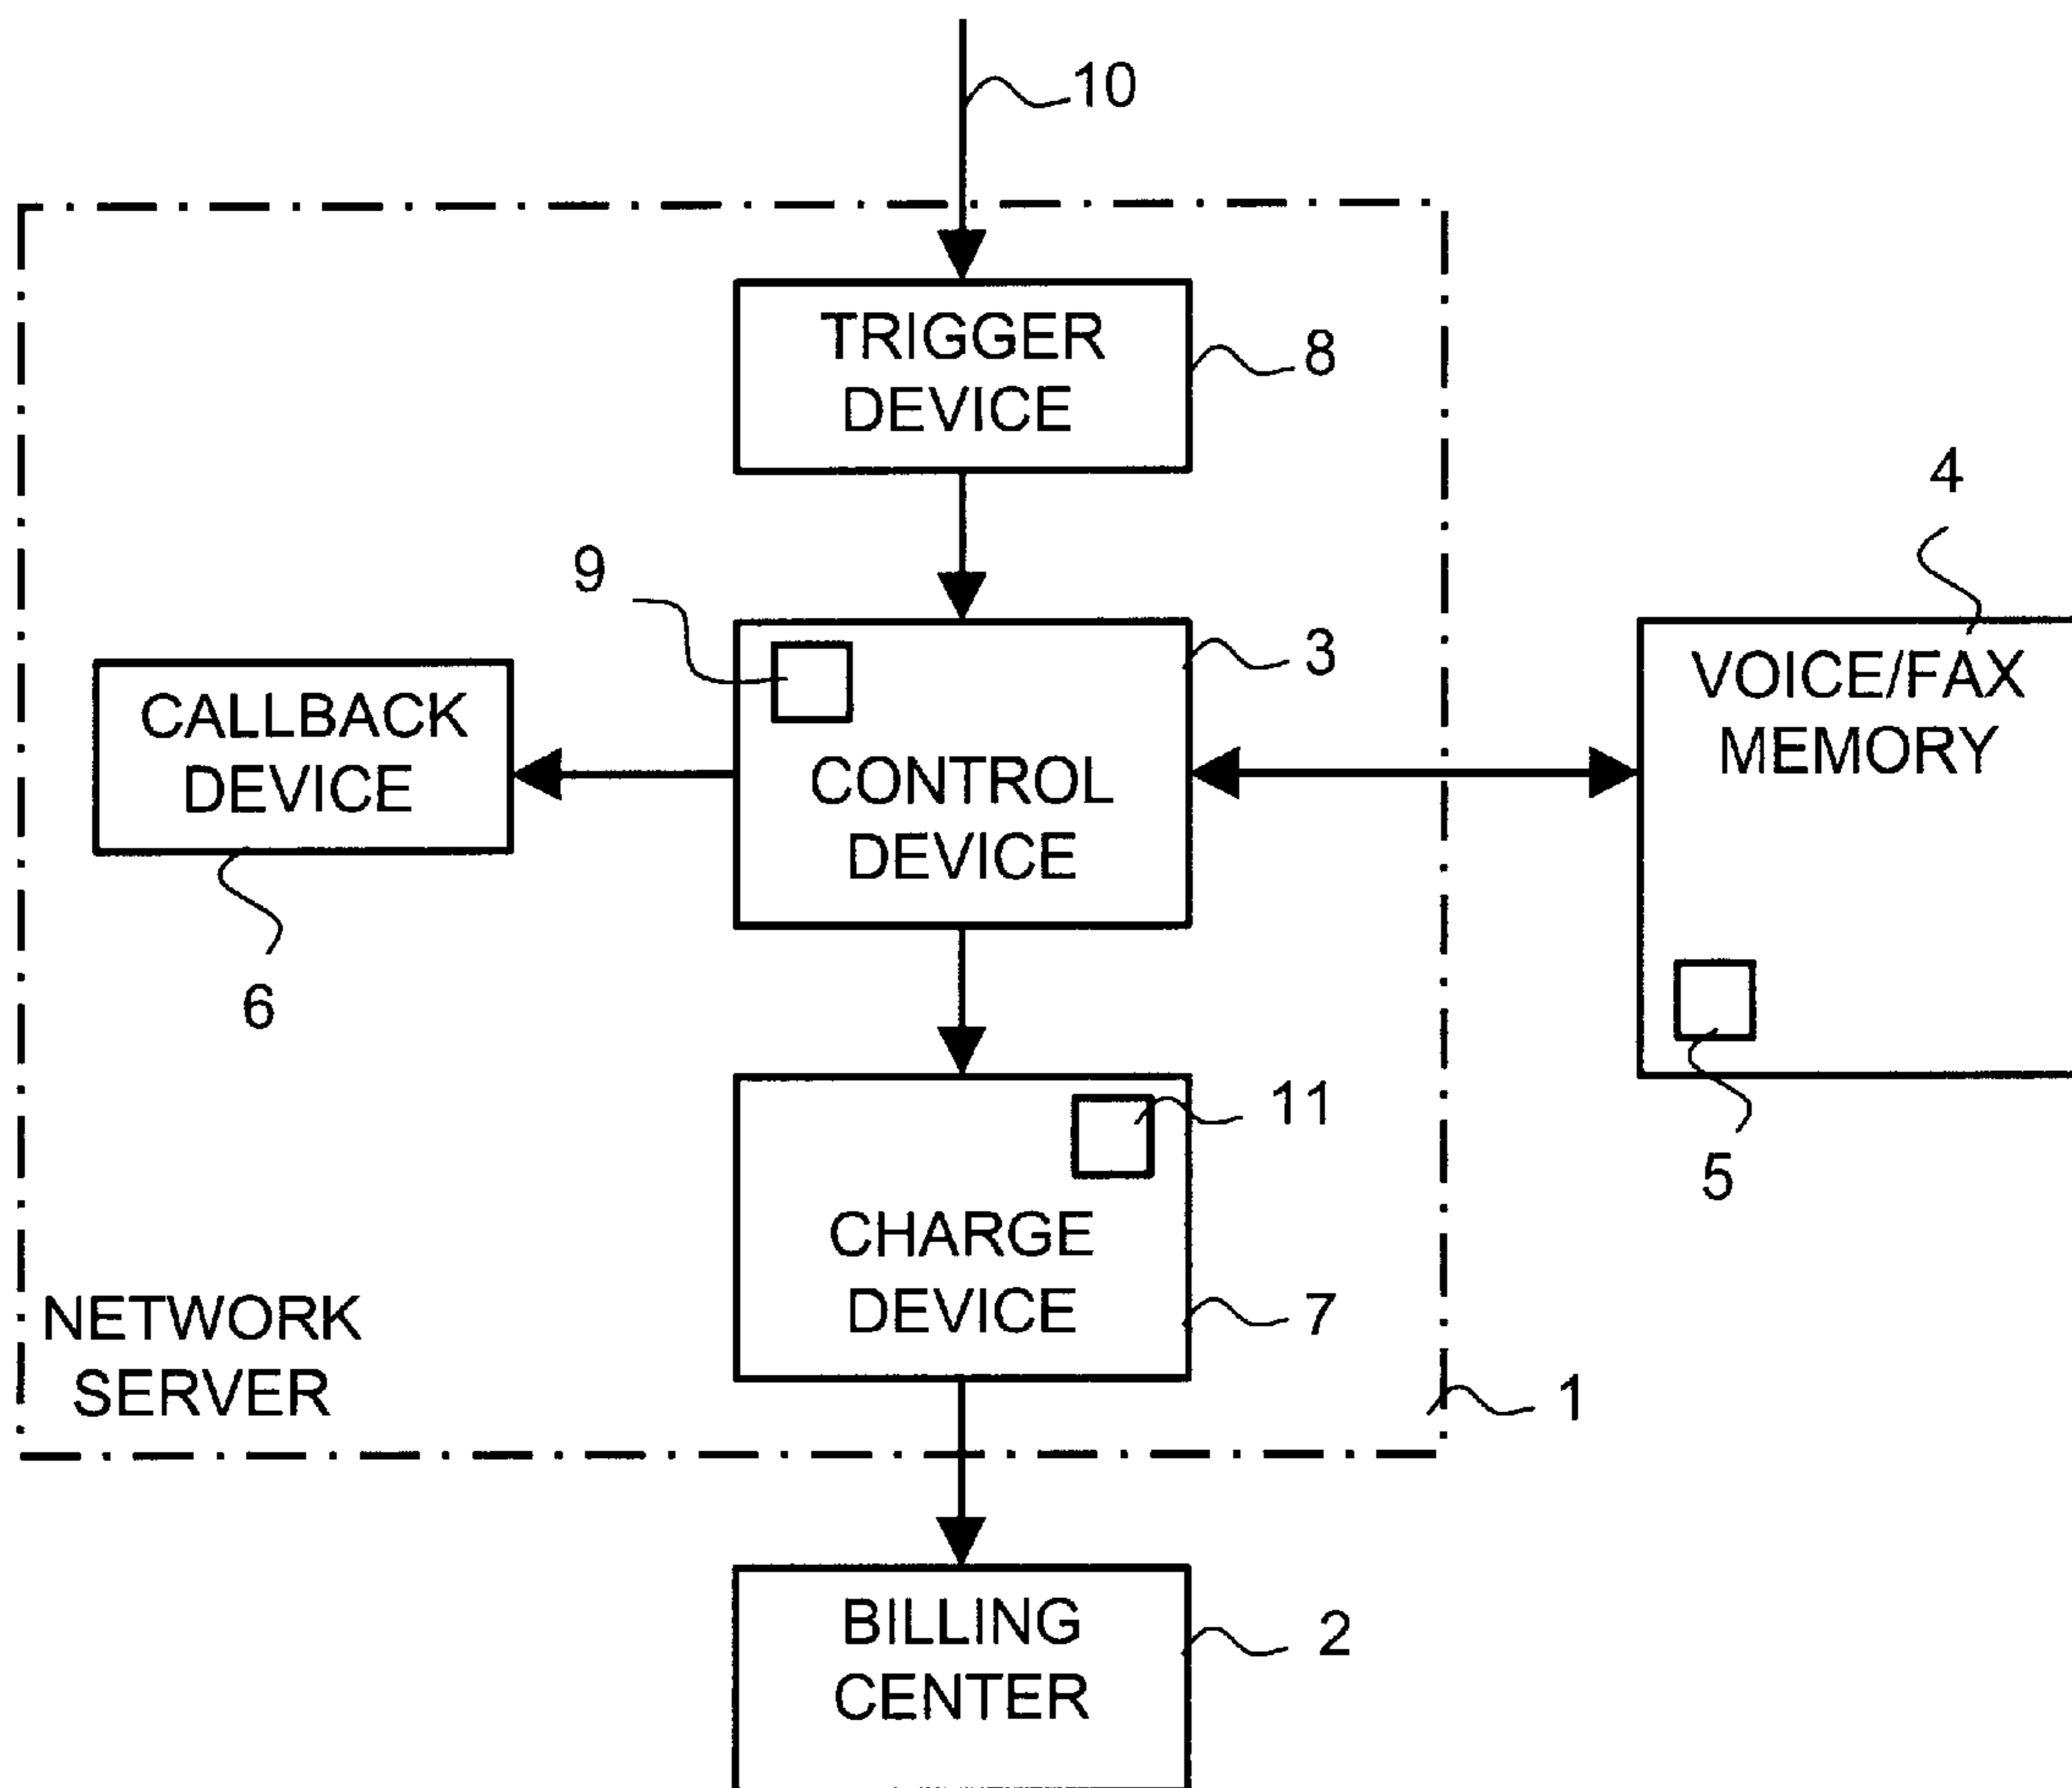 10
TRIGGER
DEVICE
8
4
9
3
VOICE/FAX
MEMORY
CALLBACK
DEVICE
CONTROL
DEVICE
6
11
5
CHARGE
DEVICE
7
NETWORK
SERVER
1
BILLING
CENTER
2